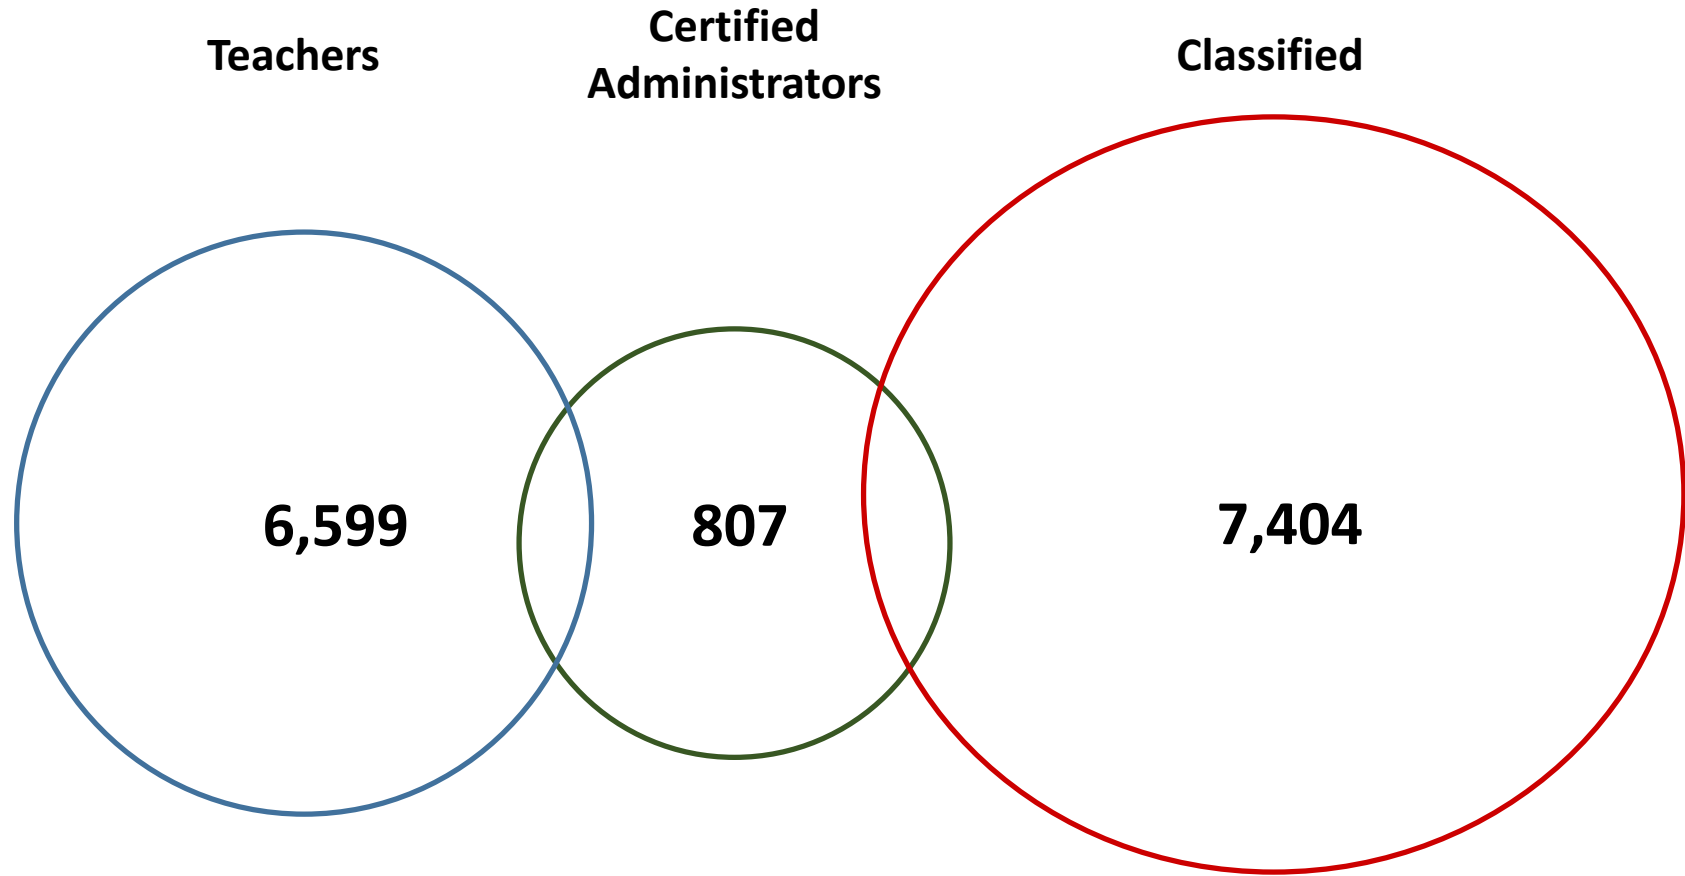 Teachers
Certified
Administrators
Classified
6,599
807
7,404